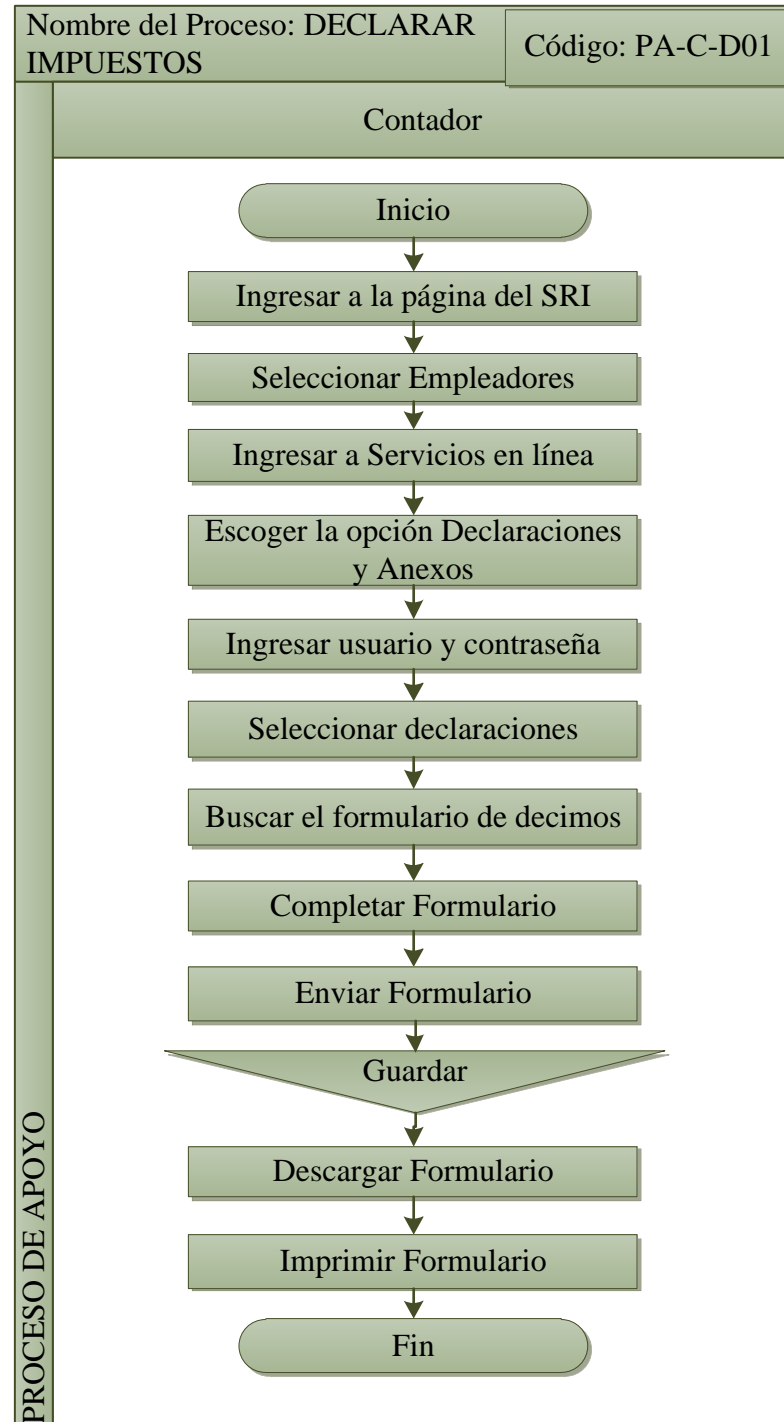 Nombre del Proceso: DECLARAR
IMPUESTOS
Código: PA-C-D01
Contador
Inicio
Ingresar a la página del SRI
Seleccionar Empleadores
Ingresar a Servicios en línea
Escoger la opción Declaraciones
y Anexos
Ingresar usuario y contraseña
Seleccionar declaraciones
Buscar el formulario de decimos
Completar Formulario
Enviar Formulario
Guardar
Descargar Formulario
Imprimir Formulario
Fin
PROCESO DE APOYO